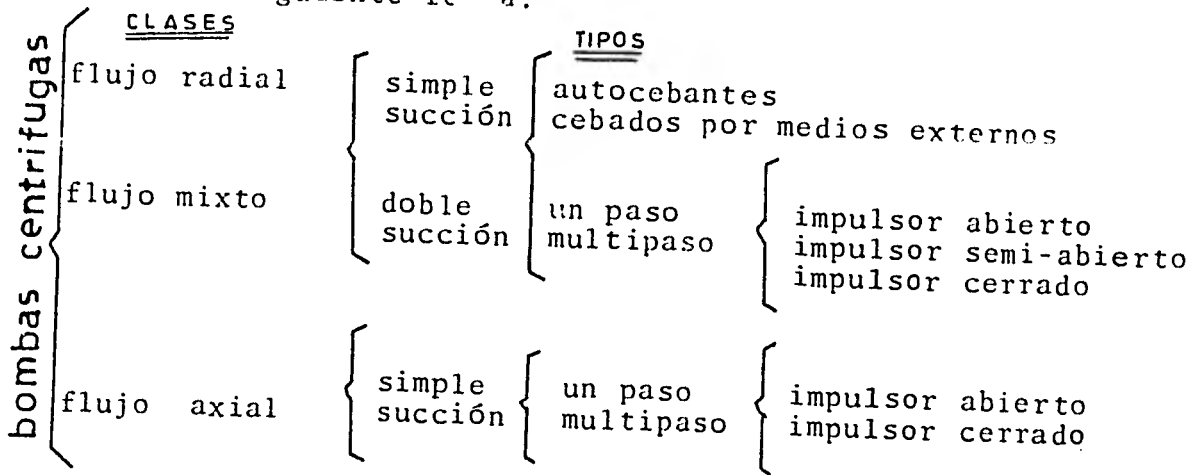 CLASES
TIPOS
bombas centrifugas
flujo radial
simple succión
autocebantes
cebados por medios externos
flujo mixto
doble succión
un paso
multipaso
impulsor abierto
impulsor semi-abierto
impulsor cerrado
flujo axial
simple succión
un paso
multipaso
impulsor abierto
impulsor cerrado